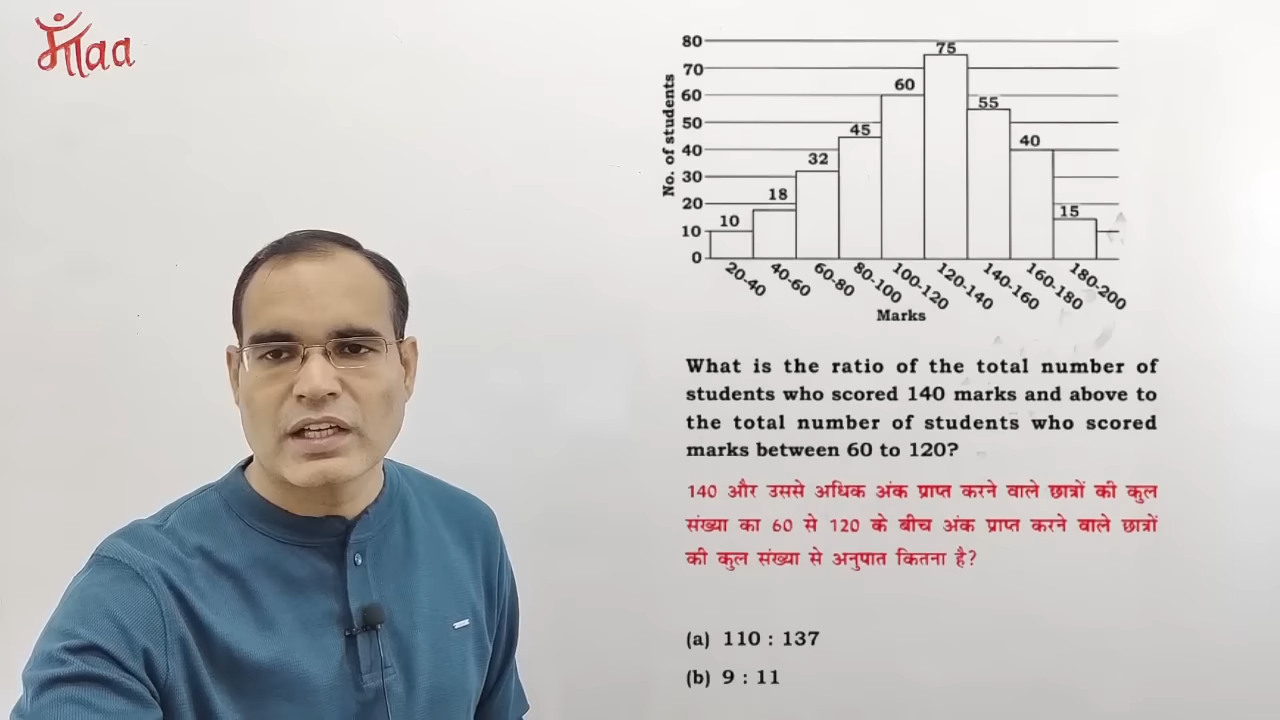 माँaa
80
70
60
50
40
30
20
10
0
No. of students
10
18
32
45
60
75
55
40
15
20-40
40-60
60-80
80-100
100-120
120-140
140-160
160-180
180-200
Marks
What is the ratio of the total number of
students who scored 140 marks and above to
the total number of students who scored
marks between 60 to 120?
140 और उससे अधिक अंक प्राप्त करने वाले छात्रों की कुल
संख्या का 60 से 120 के बीच अंक प्राप्त करने वाले छात्रों
की कुल संख्या से अनुपात कितना है?
(a) 110 : 137
(b) 9 : 11